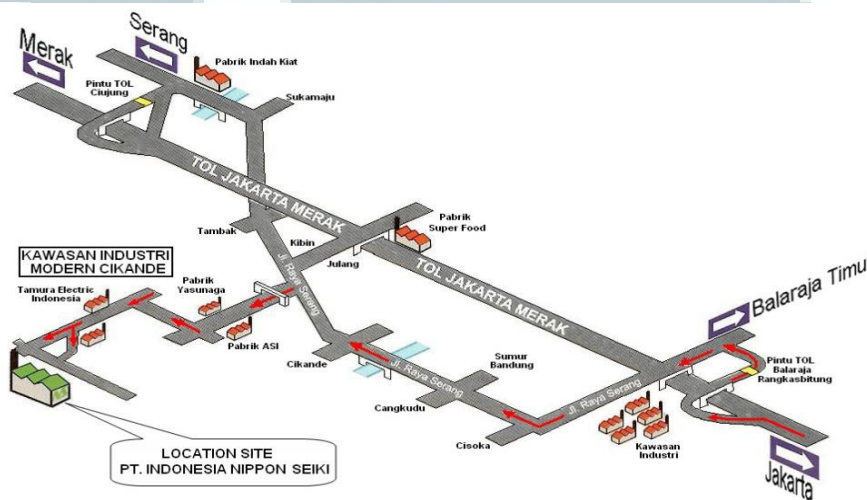 Serang
Merak
Pabrik Indah Kiat
Pintu TOL
Ciujung
Sukamaju
TOL JAKARTA MERAK
Tambak
Kibin
Pabrik
Super Food
Julang
Jl. Raya Serang
TOL JAKARTA MERAK
KAWASAN INDUSTRI
MODERN CIKANDE
Tamura Electric
Indonesia
Pabrik
Yasunaga
Pabrik ASI
Balaraja Timu
Cikande
Jl. Raya Serang
Sumur
Bandung
Pintu TOL
Balaraja
Rangkasbitung
Cangkudu
Jl. Raya Serang
Cisoka
Kawasan
Industri
LOCATION SITE
PT. INDONESIA NIPPON SEIKI
Jakarta